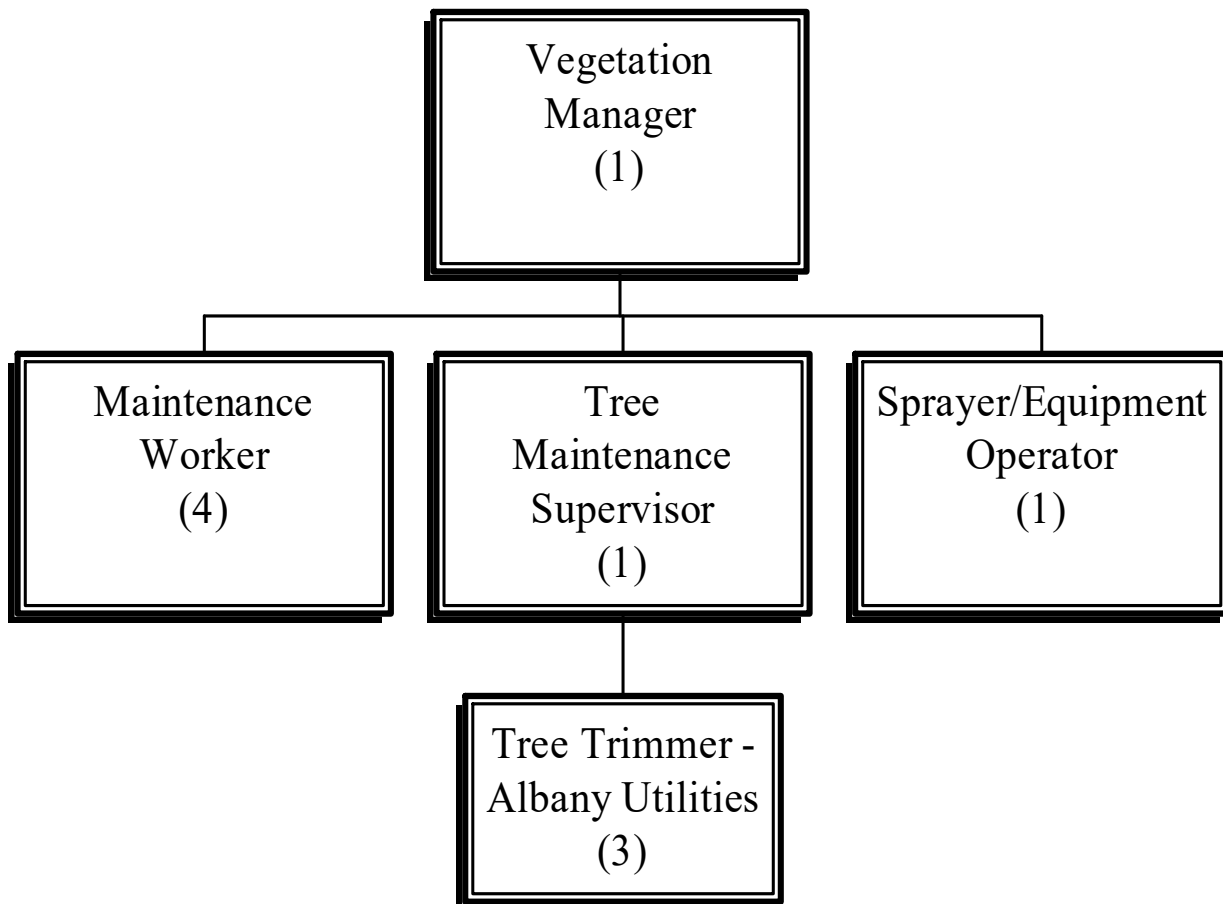 Vegetation
Manager
(1)
Maintenance
Worker
(4)
Tree
Maintenance
Supervisor
(1)
Sprayer/Equipment
Operator
(1)
Tree Trimmer -
Albany Utilities
(3)